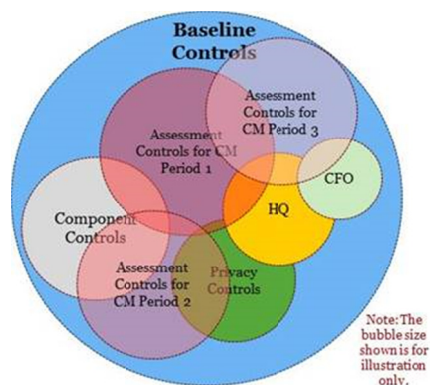 Baseline
Controls
Assessment
Controls for
CM Period 3
Assessment
Controls for CM
Period 1
CFO
HQ
Component
Controls
Assessment
Controls for
CM Period 2
Privacy
Controls
Note: The
bubble size
shown is for
illustration
only.